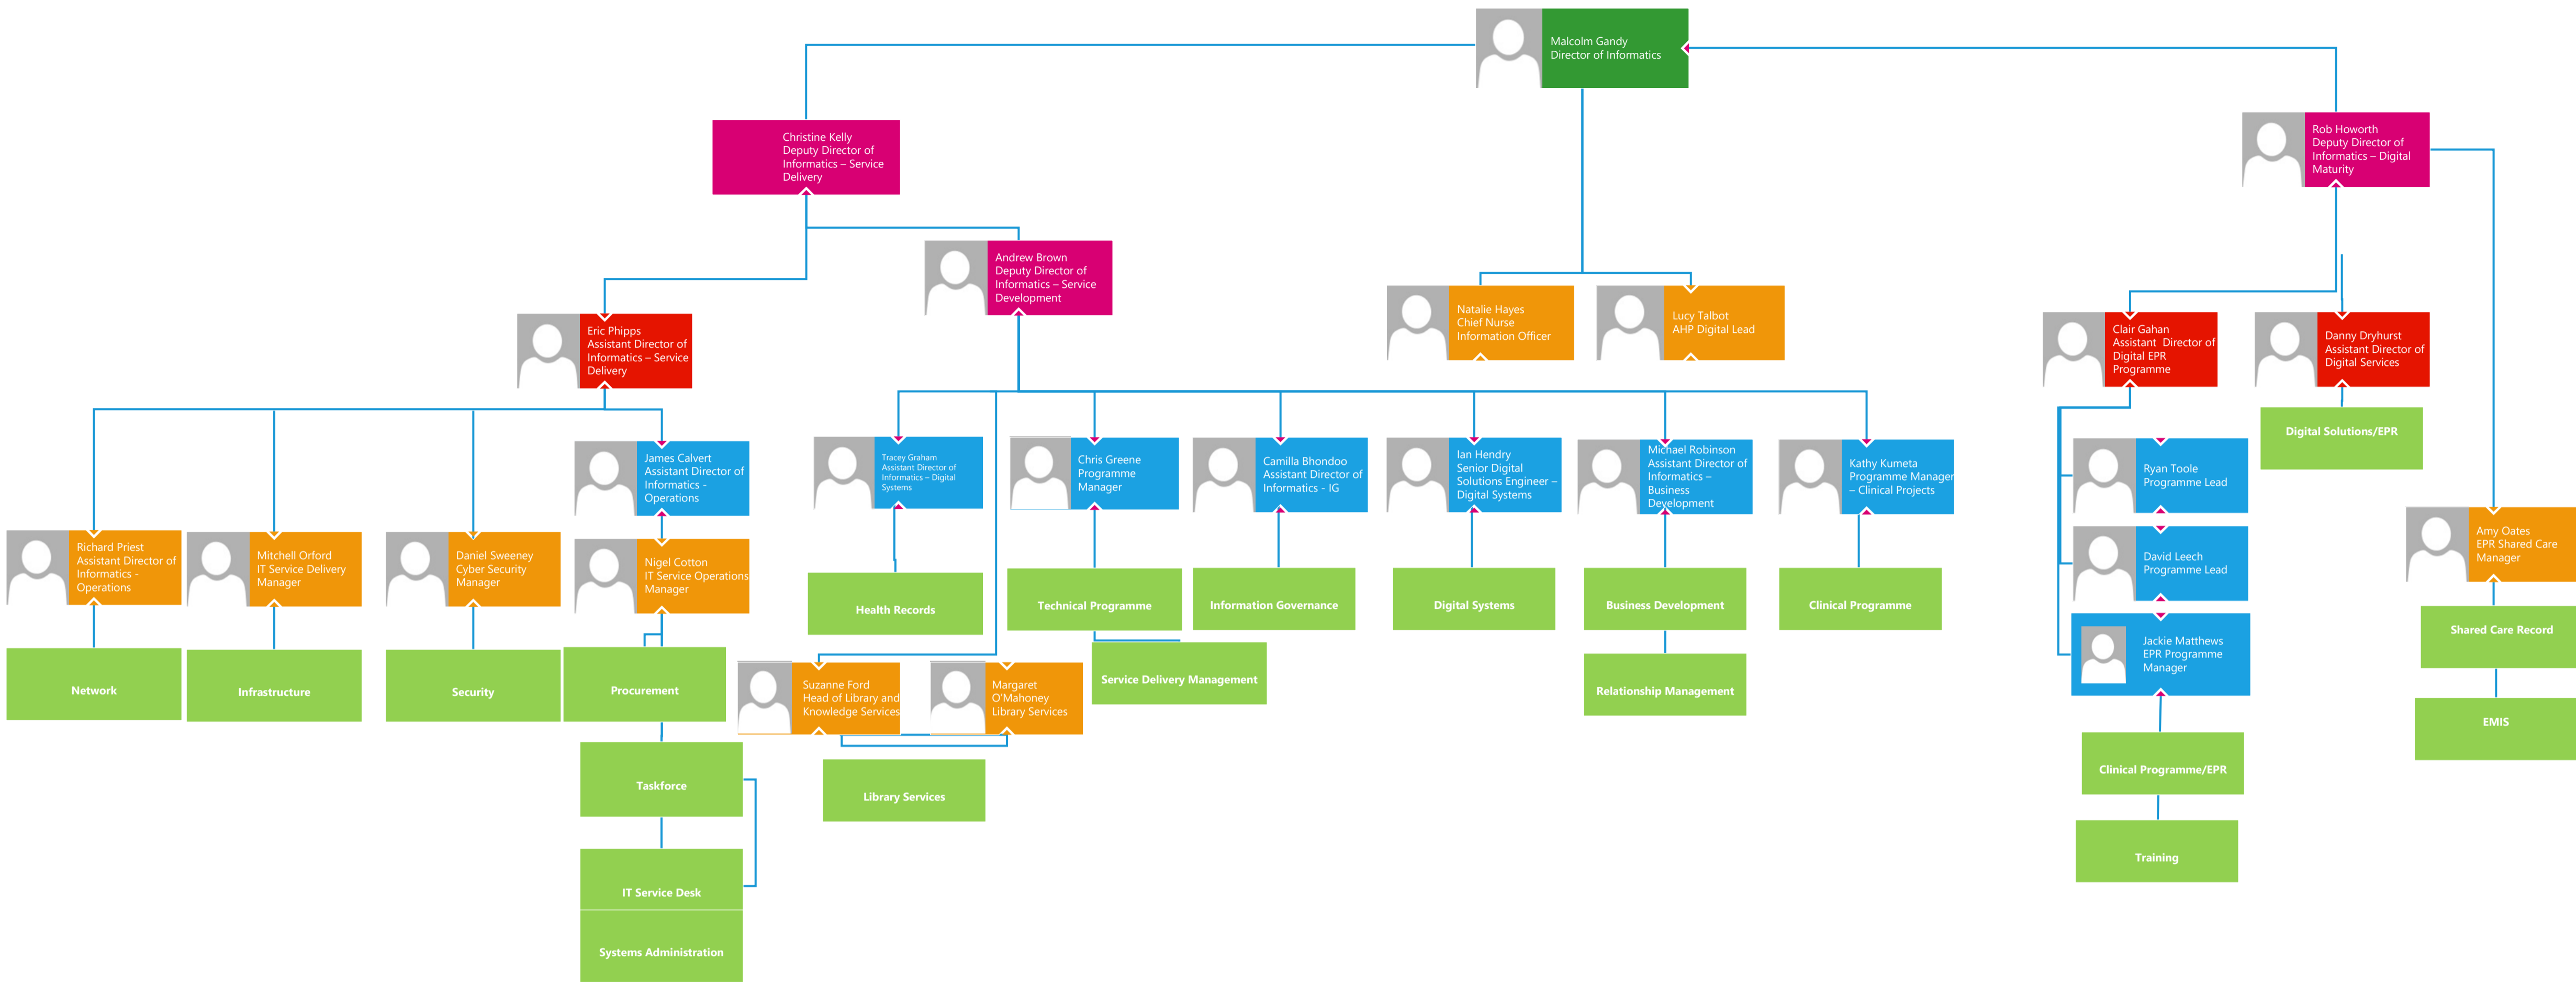 Malcolm Gandy
Director of Informatics
Christine Kelly
Deputy Director of
Informatics – Service
Delivery
Rob Howorth
Deputy Director of
Informatics – Digital
Maturity
Andrew Brown
Deputy Director of
Informatics – Service
Development
Natalie Hayes
Chief Nurse
Information Officer
Lucy Talbot
AHP Digital Lead
Eric Phipps
Assistant Director of
Informatics – Service
Delivery
Clair Gahan
Assistant  Director of
Digital EPR
Programme
Danny Dryhurst
Assistant Director of
Digital Services
Digital Solutions/EPR
James Calvert
Assistant Director of
Informatics -
Operations
Tracey Graham
Assistant Director of
Informatics – Digital
Systems
Chris Greene
Programme
Manager
Camilla Bhondoo
Assistant Director of
Informatics - IG
Ian Hendry
Senior Digital
Solutions Engineer –
Digital Systems
Michael Robinson
Assistant Director of
Informatics –
Business
Development
Kathy Kumeta
Programme Manager
– Clinical Projects
Ryan Toole
Programme Lead
David Leech
Programme Lead
Jackie Matthews
EPR Programme
Manager
Amy Oates
EPR Shared Care
Manager
Richard Priest
Assistant Director of
Informatics -
Operations
Mitchell Orford
IT Service Delivery
Manager
Daniel Sweeney
Cyber Security
Manager
Nigel Cotton
IT Service Operations
Manager
Health Records
Technical Programme
Information Governance
Digital Systems
Business Development
Clinical Programme
Shared Care Record
Network
Infrastructure
Security
Procurement
Suzanne Ford
Head of Library and
Knowledge Services
Margaret
O'Mahoney
Library Services
Service Delivery Management
Relationship Management
EMIS
Taskforce
Library Services
Clinical Programme/EPR
Training
IT Service Desk
Systems Administration